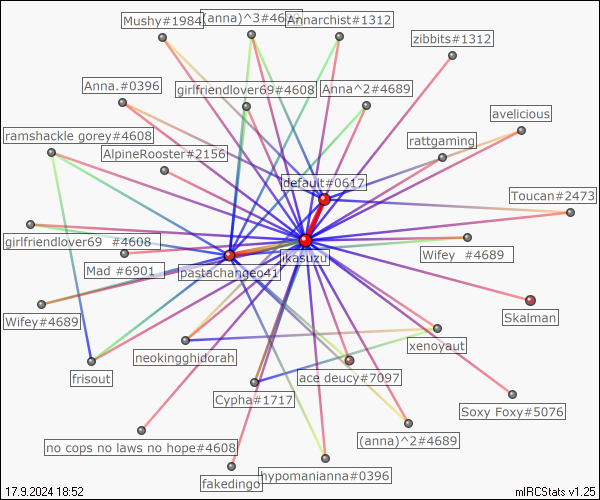 Mushy#1984
(anna)^3#4689
Annarchist#1312
zibbits#1312
Anna.#0396
girlfriendlover69#4608
Anna^2#4689
avelicious
ramshackle gorey#4608
AlpineRooster#2156
rattgaming
default#0617
Toucan#2473
girlfriendlover69 #4608
Wifey #4689
jkasuzu
Mad #6901
pastachangeo41
Skalman
Wifey#4689
xenoyaut
neokingghidorah
frisout
ace deucy#7097
Cypha#1717
Soxy Foxy#5076
(anna)^2#4689
no cops no laws no hope#4608
hypomanianna#0396
fakedingo
17.9.2024 18:52
mIRCStats v1.25